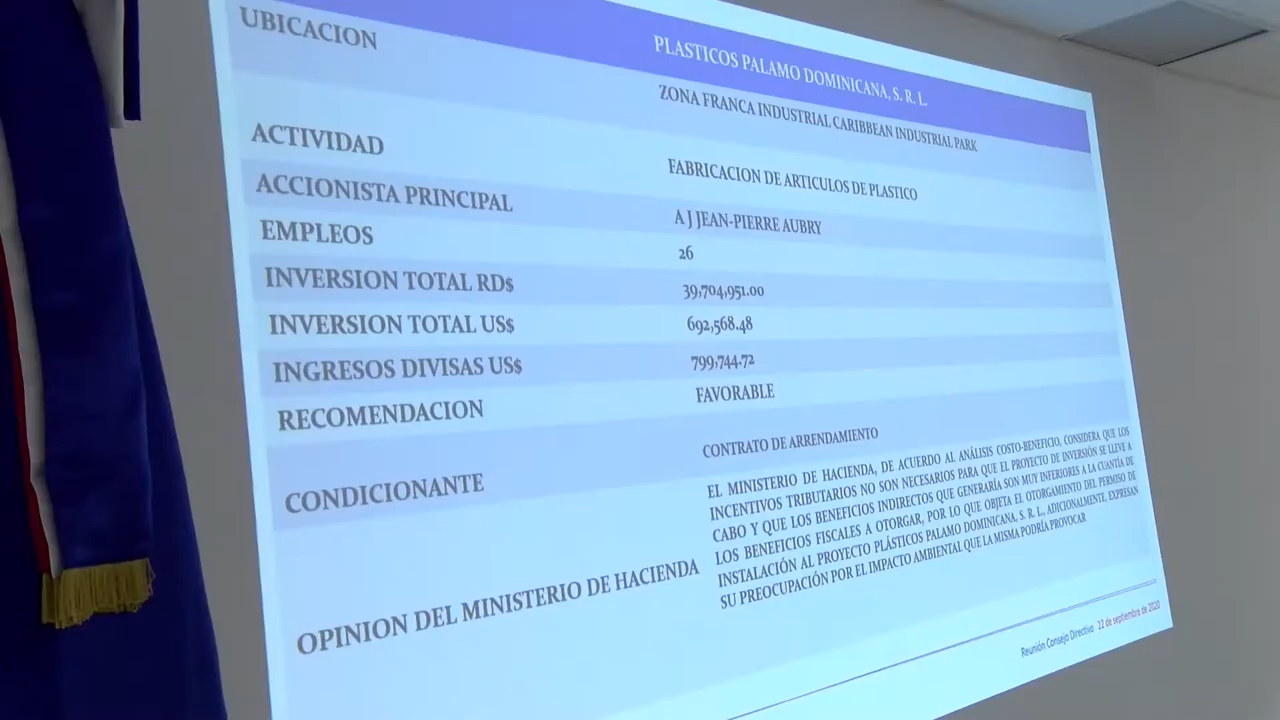 PLASTICOS PALAMO DOMINICANA, S. R. L.
UBICACION
ZONA FRANCA INDUSTRIAL CARIBBEAN INDUSTRIAL PARK
ACTIVIDAD
FABRICACION DE ARTICULOS DE PLASTICO
ACCIONISTA PRINCIPAL
A J JEAN-PIERRE AUBRY
EMPLEOS
26
INVERSION TOTAL RD$
39,704,951.00
INVERSION TOTAL US$
692,568.48
INGRESOS DIVISAS US$
799,744.72
RECOMENDACION
FAVORABLE
CONDICIONANTE
CONTRATO DE ARRENDAMIENTO
OPINION DEL MINISTERIO DE HACIENDA
EL MINISTERIO DE HACIENDA, DE ACUERDO AL ANÁLISIS COSTO-BENEFICIO, CONSIDERA QUE LOS
INCENTIVOS TRIBUTARIOS NO SON NECESARIOS PARA QUE EL PROYECTO DE INVERSIÓN SE LLEVE A
CABO Y QUE LOS BENEFICIOS INDIRECTOS QUE GENERARÍA SON MUY INFERIORES A LA CUANTÍA DE
LOS BENEFICIOS FISCALES A OTORGAR, POR LO QUE OBJETA EL OTORGAMIENTO DEL PERMISO DE
INSTALACIÓN AL PROYECTO PLÁSTICOS PALAMO DOMINICANA, S. R. L., ADICIONALMENTE, EXPRESAN
SU PREOCUPACIÓN POR EL IMPACTO AMBIENTAL QUE LA MISMA PODRÍA PROVOCAR
Reunión Consejo Directivo 22 de septiembre de 2020